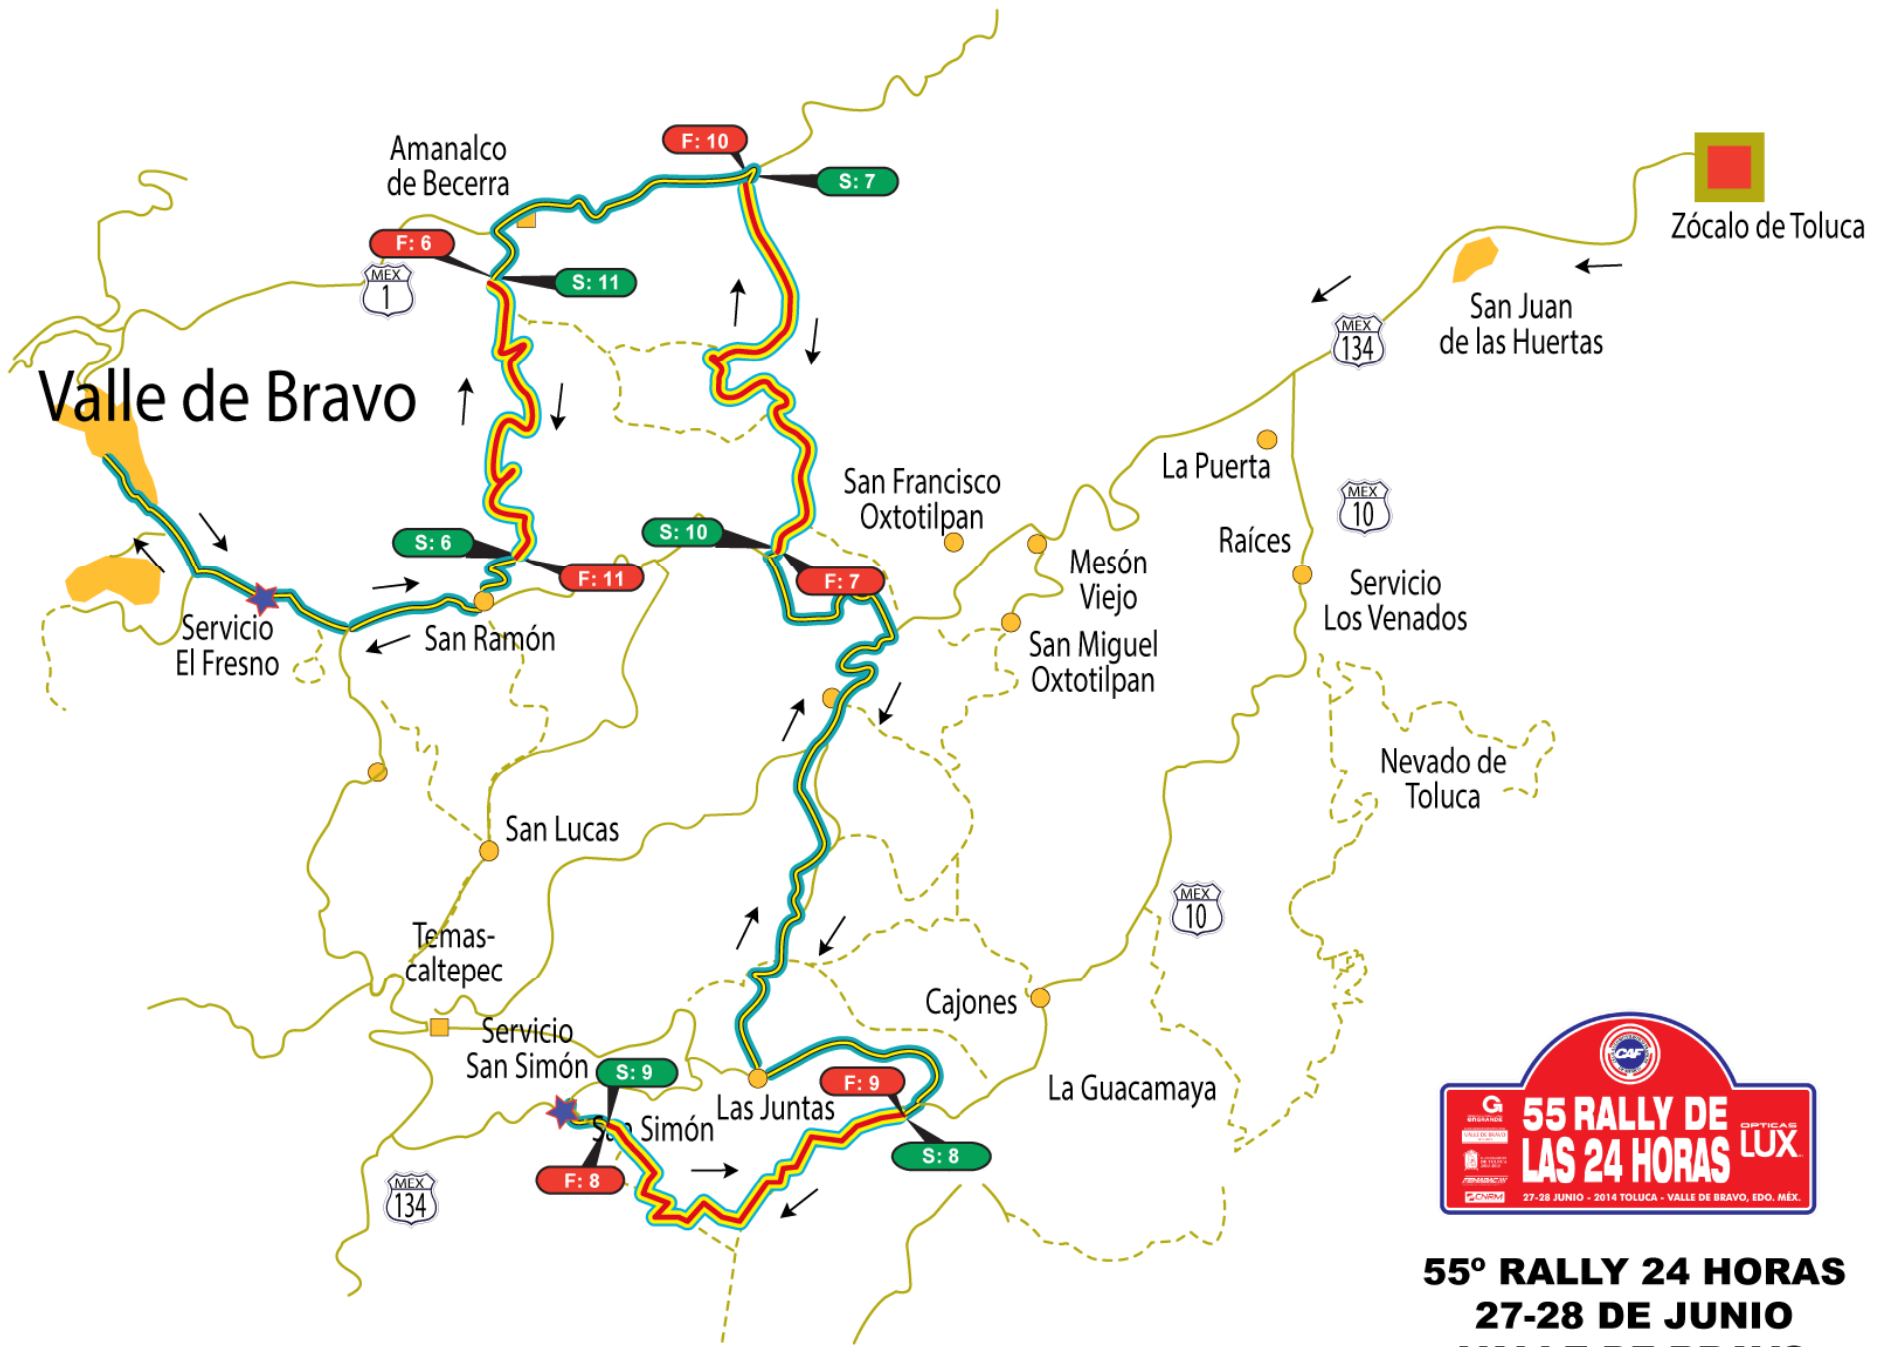 F: 10
Amanalco
de Becerra
S: 7
Zócalo de Toluca
F: 6
MEX
1
S: 11
San Juan
de las Huertas
MEX
134
Valle de Bravo
La Puerta
San Francisco
Oxtotilpan
MEX
10
Raíces
S: 6
S: 10
F: 11
F: 7
Mesón
Viejo
Servicio
Los Venados
Servicio
El Fresno
San Ramón
San Miguel
Oxtotilpan
Nevado de
Toluca
San Lucas
MEX
10
Temas-
caltepec
Cajones
Servicio
San Simón
S: 9
F: 9
Las Juntas
La Guacamaya
San Simón
S: 8
F: 8
MEX
134
CAF
G
55 RALLY DE
LAS 24 HORAS
OPTICAS
LUX
CNRM
27-28 JUNIO - 2014 TOLUCA - VALLE DE BRAVO, EDO. MÉX.
55º RALLY 24 HORAS
27-28 DE JUNIO